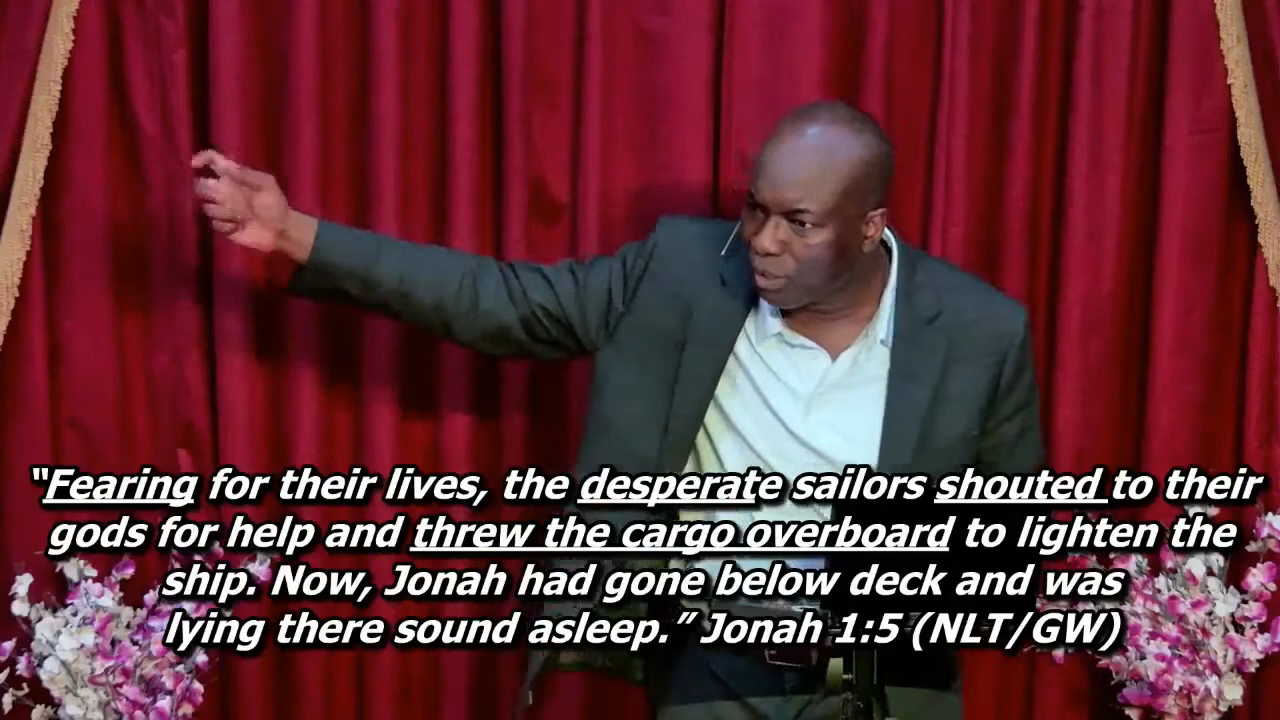 “Fearing for their lives, the desperate sailors shouted to their
gods for help and threw the cargo overboard to lighten the
ship. Now, Jonah had gone below deck and was
lying there sound asleep.” Jonah 1:5 (NLT/GW)